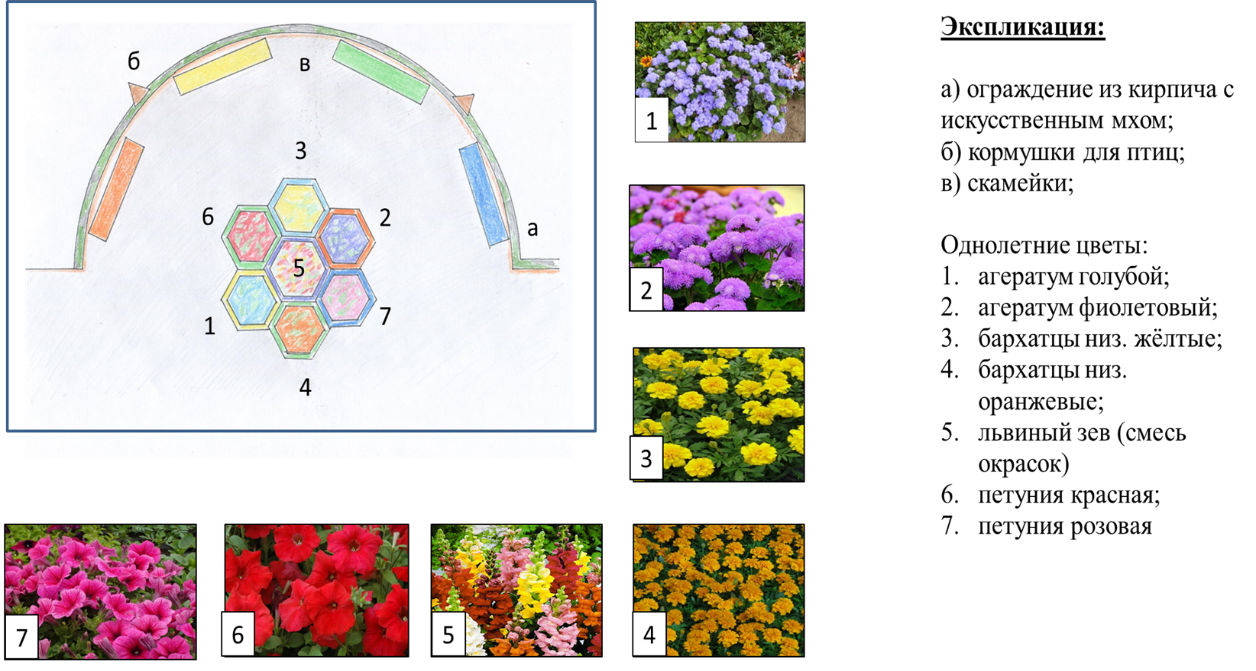 б
в
3
6
2
а
5
1
7
4
1
2
3
7
6
5
4
Экспликация:
а) ограждение из кирпича с
искусственным мхом;
б) кормушки для птиц;
в) скамейки;
Однолетние цветы:
1. агератум голубой;
2. агератум фиолетовый;
3. бархатцы низ. жёлтые;
4. бархатцы низ.
оранжевые;
5. львиный зев (смесь
окрасок)
6. петуния красная;
7. петуния розовая